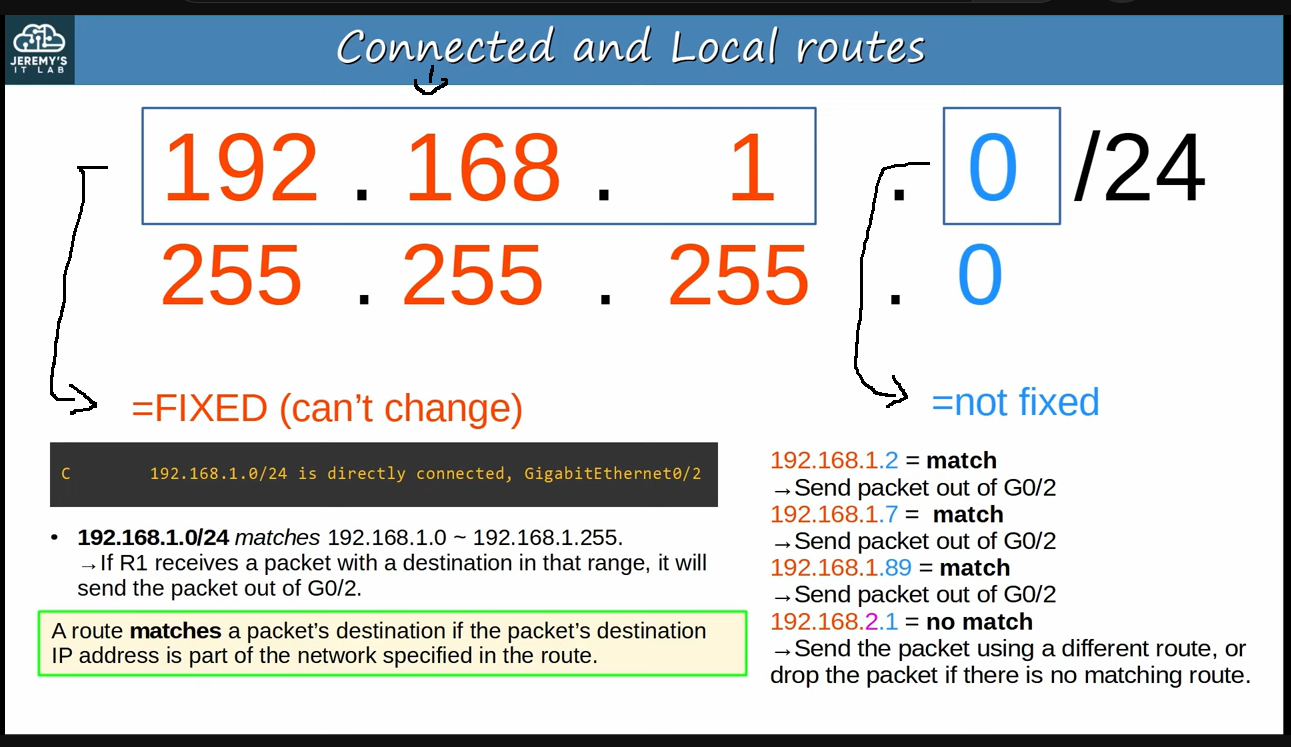 JEREMY'S
IT LAB
Connected and Local routes
192 . 168 . 1 . 0 /24
255 . 255 . 255 . 0
=FIXED (can't change)
=not fixed
C 192.168.1.0/24 is directly connected, GigabitEthernet0/2
• 192.168.1.0/24 matches 192.168.1.0 ~ 192.168.1.255.
→If R1 receives a packet with a destination in that range, it will
send the packet out of G0/2.
A route matches a packet's destination if the packet's destination
IP address is part of the network specified in the route.
192.168.1.2 = match
→Send packet out of G0/2
192.168.1.7 = match
→Send packet out of G0/2
192.168.1.89 = match
→Send packet out of G0/2
192.168.2.1 = no match
→Send the packet using a different route, or
drop the packet if there is no matching route.